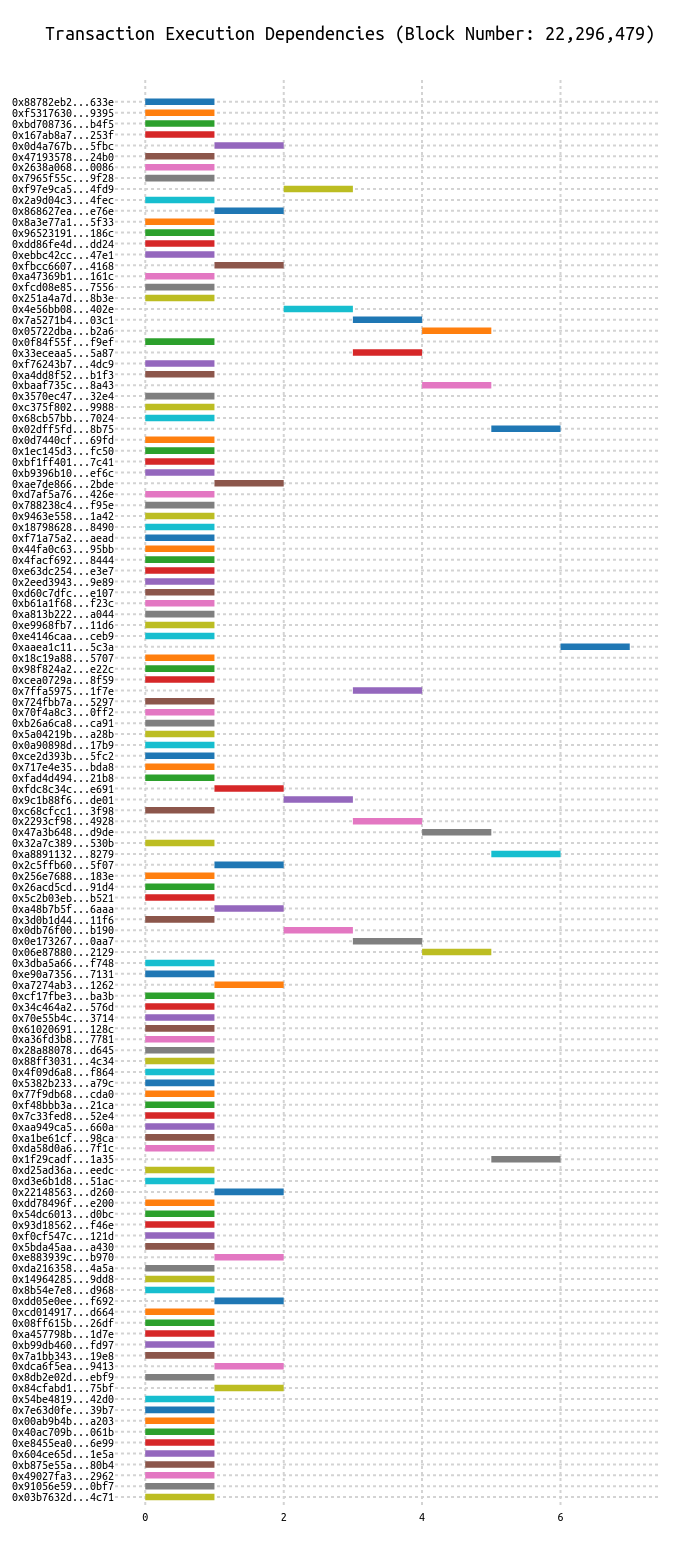 Transaction Execution Dependencies (Block Number: 22,296,479)
0x88782eb2...633e
0xf5317630...9395
0xbd708736...b4f5
0x167ab8a7...253f
0x0d4a767b...5fbc
0x47193578...24b0
0x2638a068...0086
0x7965f55c...9f28
0xf97e9ca5...4fd9
0x2a9d04c3...4fec
0x868627ea...e76e
0x8a3e77a1...5f33
0x96523191...186c
0xdd86fe4d...dd24
0xebbc42cc...47e1
0xfbcc6607...4168
0xa47369b1...161c
0xfcd08e85...7556
0x251a4a7d...8b3e
0x4e56bb08...402e
0x7a5271b4...03c1
0x05722dba...b2a6
0x0f84f55f...f9ef
0x33eceaa5...5a87
0xf76243b7...4dc9
0xa4dd8f52...b1f3
0xbaaf735c...8a43
0x3570ec47...32e4
0xc375f802...9988
0x68cb57bb...7024
0x02dff5fd...8b75
0x0d7440cf...69fd
0x1ec145d3...fc50
0xbf1ff401...7c41
0xb9396b10...ef6c
0xae7de866...2bde
0xd7af5a76...426e
0x788238c4...f95e
0x9463e558...1a42
0x18798628...8490
0xf71a75a2...aead
0x44fa0c63...95bb
0x4facf692...8444
0xe63dc254...e3e7
0x2eed3943...9e89
0xd60c7dfc...e107
0xb61a1f68...f23c
0xa813b222...a044
0xe9968fb7...11d6
0xe4146caa...ceb9
0xaaea1c11...5c3a
0x18c19a88...5707
0x98f824a2...e22c
0xcea0729a...8f59
0x7ffa5975...1f7e
0x724fbb7a...5297
0x70f4a8c3...0ff2
0xb26a6ca8...ca91
0x5a04219b...a28b
0x0a90898d...17b9
0xce2d393b...5fc2
0x717e4e35...bda8
0xfad4d494...21b8
0xfdc8c34c...e691
0x9c1b88f6...de01
0xc68cfcc1...3f98
0x2293cf98...4928
0x47a3b648...d9de
0x32a7c389...530b
0xa8891132...8279
0x2c5ffb60...5f07
0x256e7688...183e
0x26acd5cd...91d4
0x5c2b03eb...b521
0xa48b7b5f...6aaa
0x3d0b1d44...11f6
0x0db76f00...b190
0x0e173267...0aa7
0x06e87880...2129
0x3dba5a66...f748
0xe90a7356...7131
0xa7274ab3...1262
0xcf17fbe3...ba3b
0x34c464a2...576d
0x70e55b4c...3714
0x61020691...128c
0xa36fd3b8...7781
0x28a88078...d645
0x88ff3031...4c34
0x4f09d6a8...f864
0x5382b233...a79c
0x77f9db68...cda0
0xf48bbb3a...21ca
0x7c33fed8...52e4
0xaa949ca5...660a
0xa1be61cf...98ca
0xda58d0a6...7f1c
0x1f29cadf...1a35
0xd25ad36a...eedc
0xd3e6b1d8...51ac
0x22148563...d260
0xdd78496f...e200
0x54dc6013...d0bc
0x93d18562...f46e
0xf0cf547c...121d
0x5bda45aa...a430
0xe883939c...b970
0xda216358...4a5a
0x14964285...9dd8
0x8b54e7e8...d968
0xdd05e0ee...f692
0xcd014917...d664
0x08ff615b...26df
0xa457798b...1d7e
0xb99db460...fd97
0x7a1bb343...19e8
0xdca6f5ea...9413
0x8db2e02d...ebf9
0x84cfabd1...75bf
0x54be4819...42d0
0x7e63d0fe...39b7
0x00ab9b4b...a203
0x40ac709b...061b
0xe8455ea0...6e99
0x604ce65d...1e5a
0xb875e55a...80b4
0x49027fa3...2962
0x91056e59...0bf7
0x03b7632d...4c71
0 2 4 6